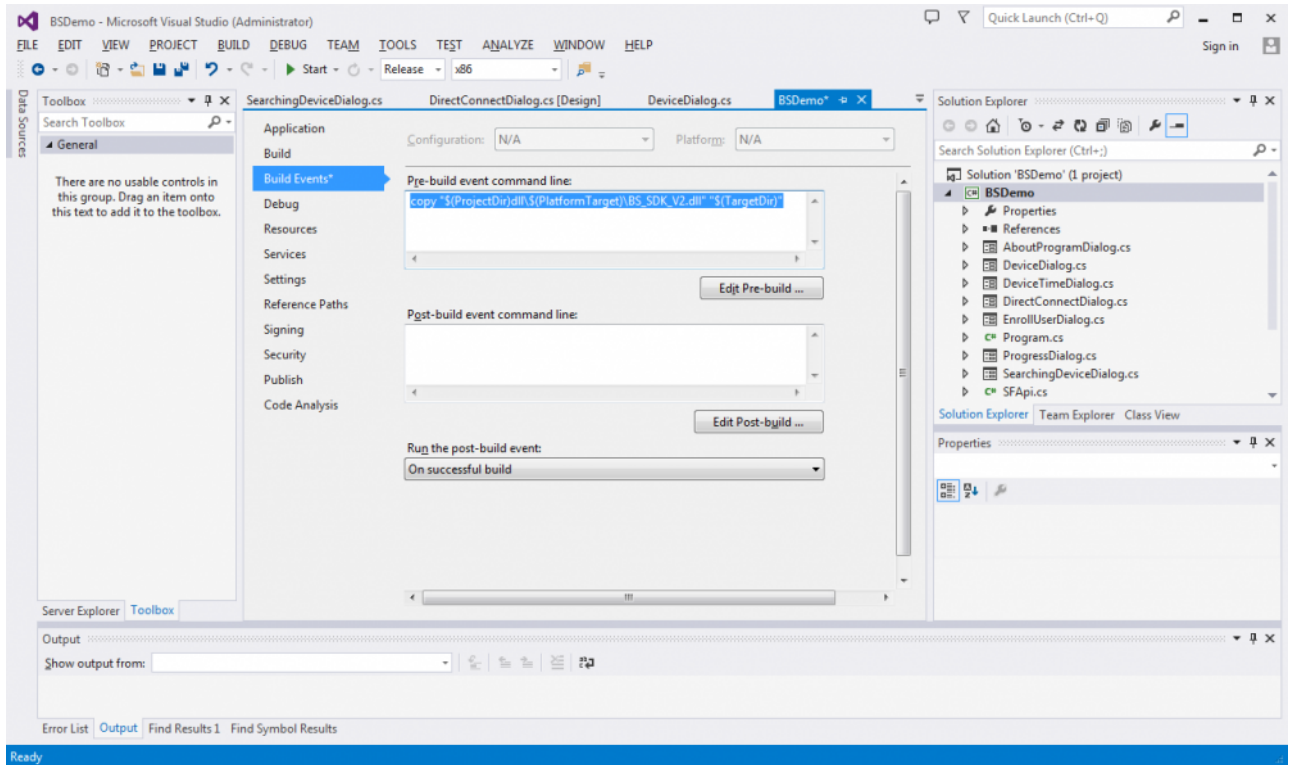 BSDemo - Microsoft Visual Studio (Administrator)
Quick Launch (Ctrl+Q)
FILE EDIT VIEW PROJECT BUILD DEBUG TEAM TOOLS TEST ANALYZE WINDOW HELP
Sign in
Start Release x86
Data Sources
Toolbox
Search Toolbox
General
There are no usable controls in
this group. Drag an item onto
this text to add it to the toolbox.
Server Explorer Toolbox
SearchingDeviceDialog.cs DirectConnectDialog.cs [Design] DeviceDialog.cs BSDemo*
Application
Build
Build Events*
Debug
Resources
Services
Settings
Reference Paths
Signing
Security
Publish
Code Analysis
Configuration: N/A Platform: N/A
Pre-build event command line:
copy "$(ProjectDir)dll\$(PlatformTarget)\BS_SDK_V2.dll" "$(TargetDir)"
Edit Pre-build ...
Post-build event command line:
Edit Post-build ...
Run the post-build event:
On successful build
Solution Explorer
Search Solution Explorer (Ctrl+;)
Solution 'BSDemo' (1 project)
C# BSDemo
Properties
References
AboutProgramDialog.cs
DeviceDialog.cs
DeviceTimeDialog.cs
DirectConnectDialog.cs
EnrollUserDialog.cs
C# Program.cs
ProgressDialog.cs
SearchingDeviceDialog.cs
C# SFApi.cs
Solution Explorer Team Explorer Class View
Properties
Output
Show output from:
Error List Output Find Results 1 Find Symbol Results
Ready